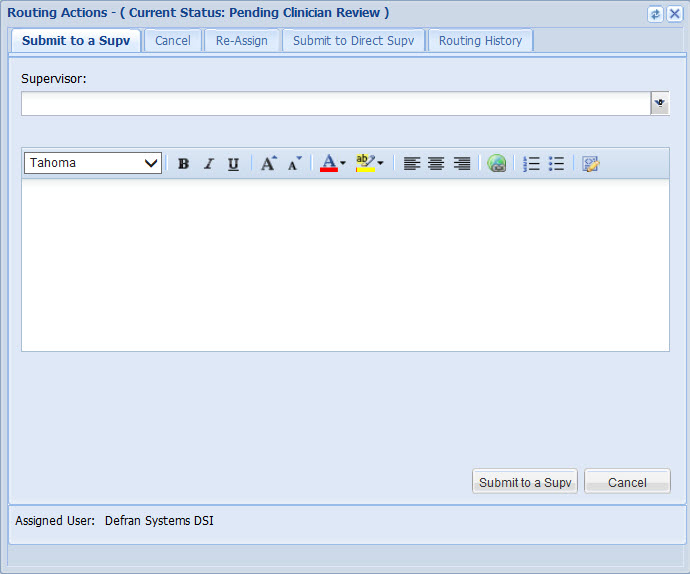 Routing Actions - ( Current Status: Pending Clinician Review )
Submit to a Supv Cancel Re-Assign Submit to Direct Supv Routing History
Supervisor:
Tahoma B I U A A A ab
Submit to a Supv Cancel
Assigned User: Defran Systems DSI